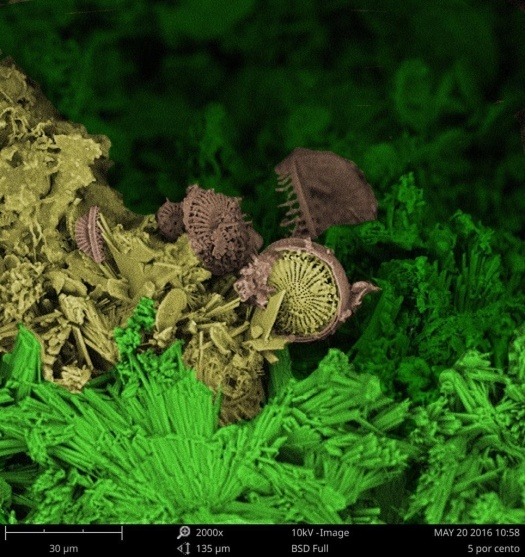 30 µm
2000x
135 µm
10kV -Image
BSD Full
MAY 20 2016 10:58
5 por cento